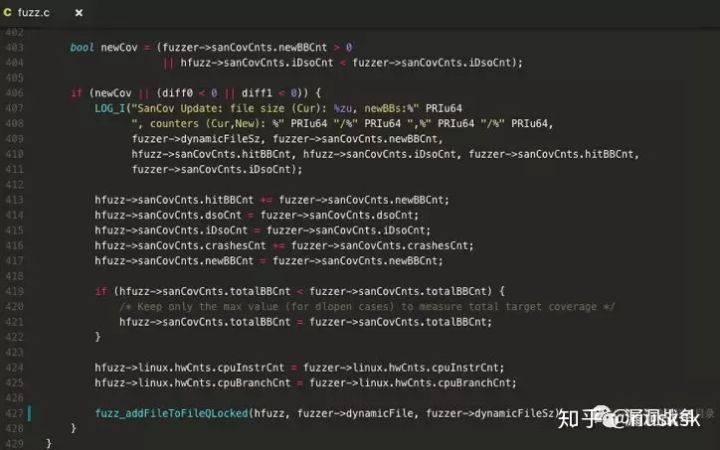 C fuzz.c ×
402
403 bool newCov = (fuzzer->sanCovCnts.newBBCnt > 0
404 || hfuzz->sanCovCnts.iDsoCnt < fuzzer->sanCovCnts.iDsoCnt);
405
406 if (newCov || (diff0 < 0 || diff1 < 0)) {
407 LOG_I("SanCov Update: file size (Cur): %zu, newBBs:%" PRIu64
408 ", counters (Cur,New): %" PRIu64 "/%" PRIu64 ",%" PRIu64 "/%" PRIu64,
409 fuzzer->dynamicFileSz, fuzzer->sanCovCnts.newBBCnt,
410 hfuzz->sanCovCnts.hitBBCnt, hfuzz->sanCovCnts.iDsoCnt, fuzzer->sanCovCnts.hitBBCnt,
411 fuzzer->sanCovCnts.iDsoCnt);
412
413 hfuzz->sanCovCnts.hitBBCnt += fuzzer->sanCovCnts.newBBCnt;
414 hfuzz->sanCovCnts.dsoCnt = fuzzer->sanCovCnts.dsoCnt;
415 hfuzz->sanCovCnts.iDsoCnt = fuzzer->sanCovCnts.iDsoCnt;
416 hfuzz->sanCovCnts.crashesCnt += fuzzer->sanCovCnts.crashesCnt;
417 hfuzz->sanCovCnts.newBBCnt = fuzzer->sanCovCnts.newBBCnt;
418
419 if (hfuzz->sanCovCnts.totalBBCnt < fuzzer->sanCovCnts.totalBBCnt) {
420 /* Keep only the max value (for dlopen cases) to measure total target coverage */
421 hfuzz->sanCovCnts.totalBBCnt = fuzzer->sanCovCnts.totalBBCnt;
422 }
423
424 hfuzz->linux.hwCnts.cpuInstrCnt = fuzzer->linux.hwCnts.cpuInstrCnt;
425 hfuzz->linux.hwCnts.cpuBranchCnt = fuzzer->linux.hwCnts.cpuBranchCnt;
426
427 fuzz_addFileToFileQLocked(hfuzz, fuzzer->dynamicFile, fuzzer->dynamicFileSz)
428 }
429 }
知乎 @riusksk